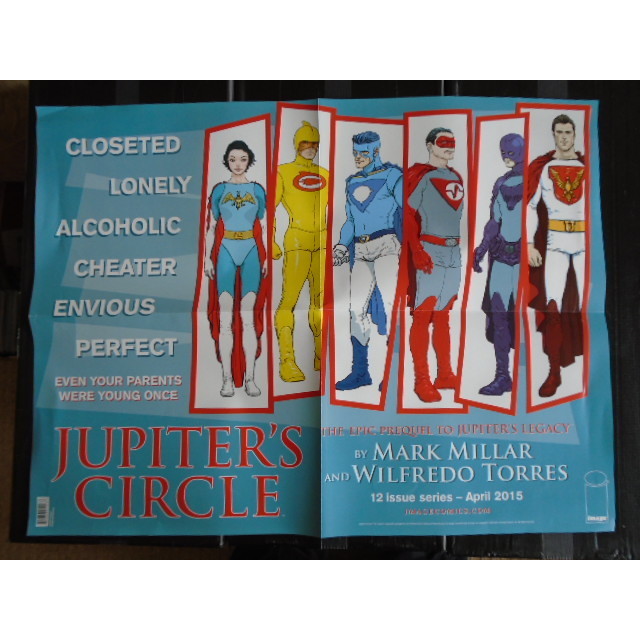 CLOSETED
LONELY
ALCOHOLIC
CHEATER
ENVIOUS
PERFECT
EVEN YOUR PARENTS
WERE YOUNG ONCE
JUPITER'S
CIRCLE
THE EPIC PREQUEL TO JUPITER'S LEGACY
BY MARK MILLAR
AND WILFREDO TORRES
12 issue series – April 2015
IMAGECOMICS.COM
image